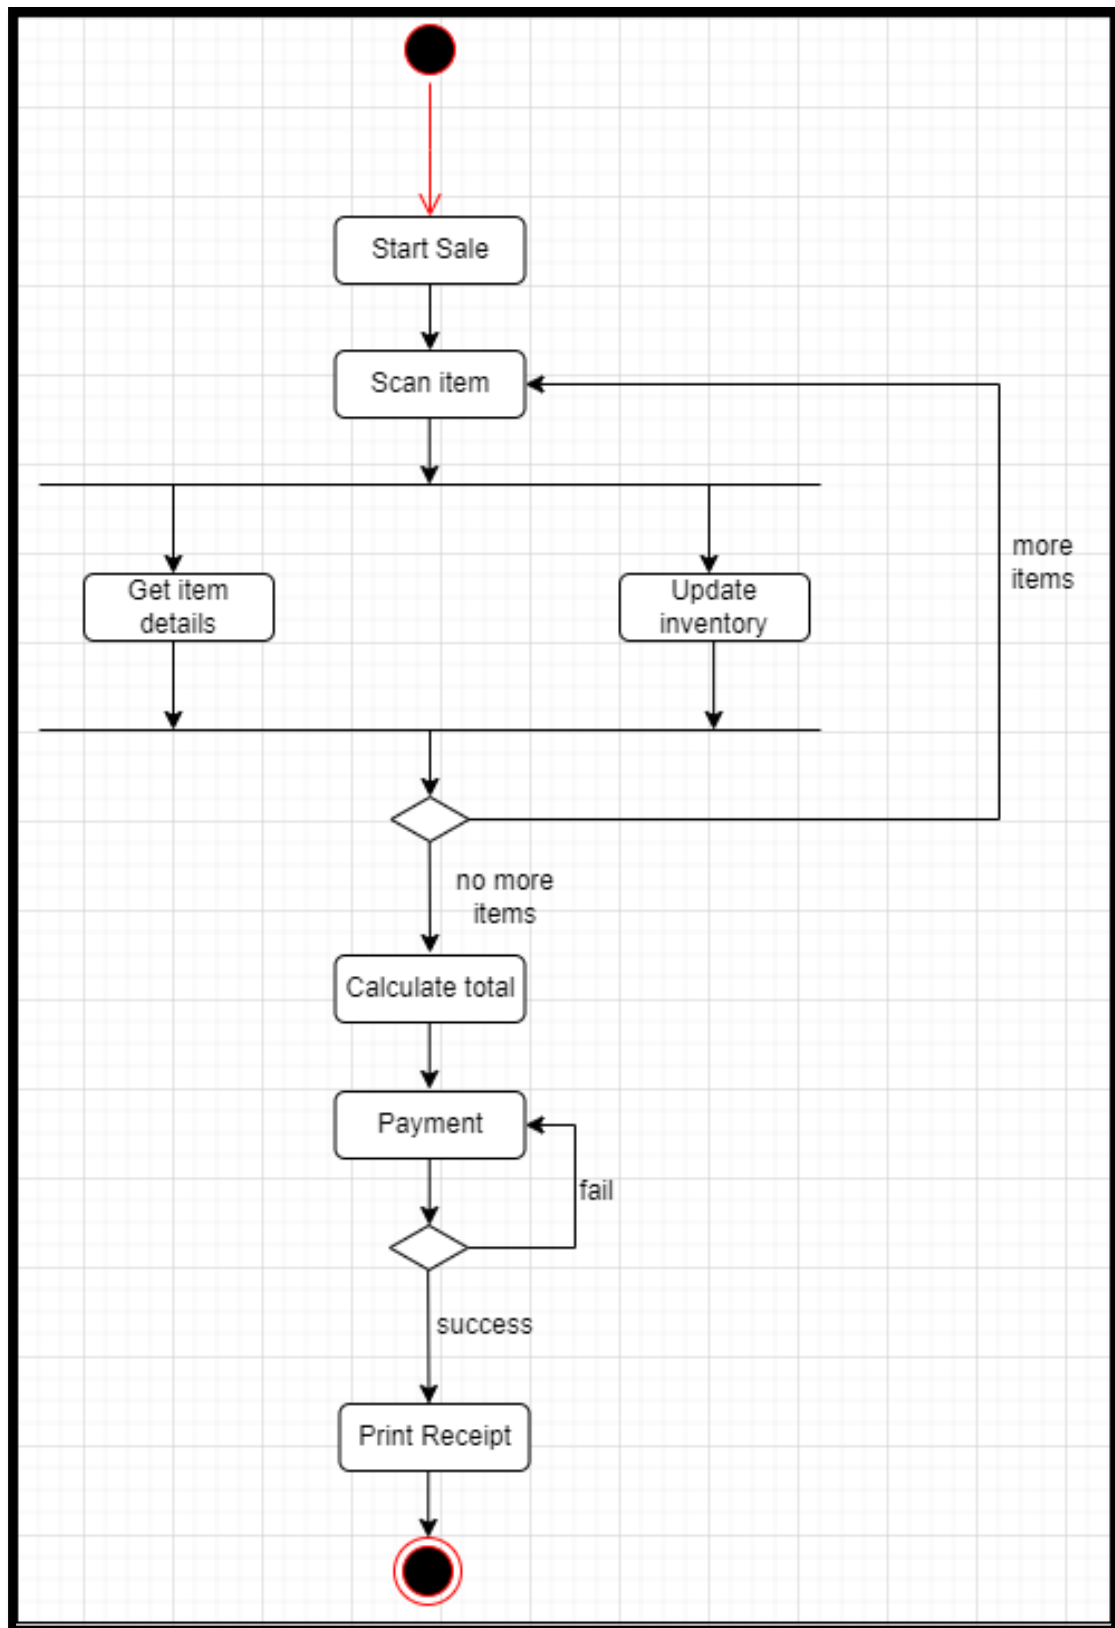 Start Sale
Scan item
more
items
Get item
details
Update
inventory
no more
items
Calculate total
Payment
fail
success
Print Receipt